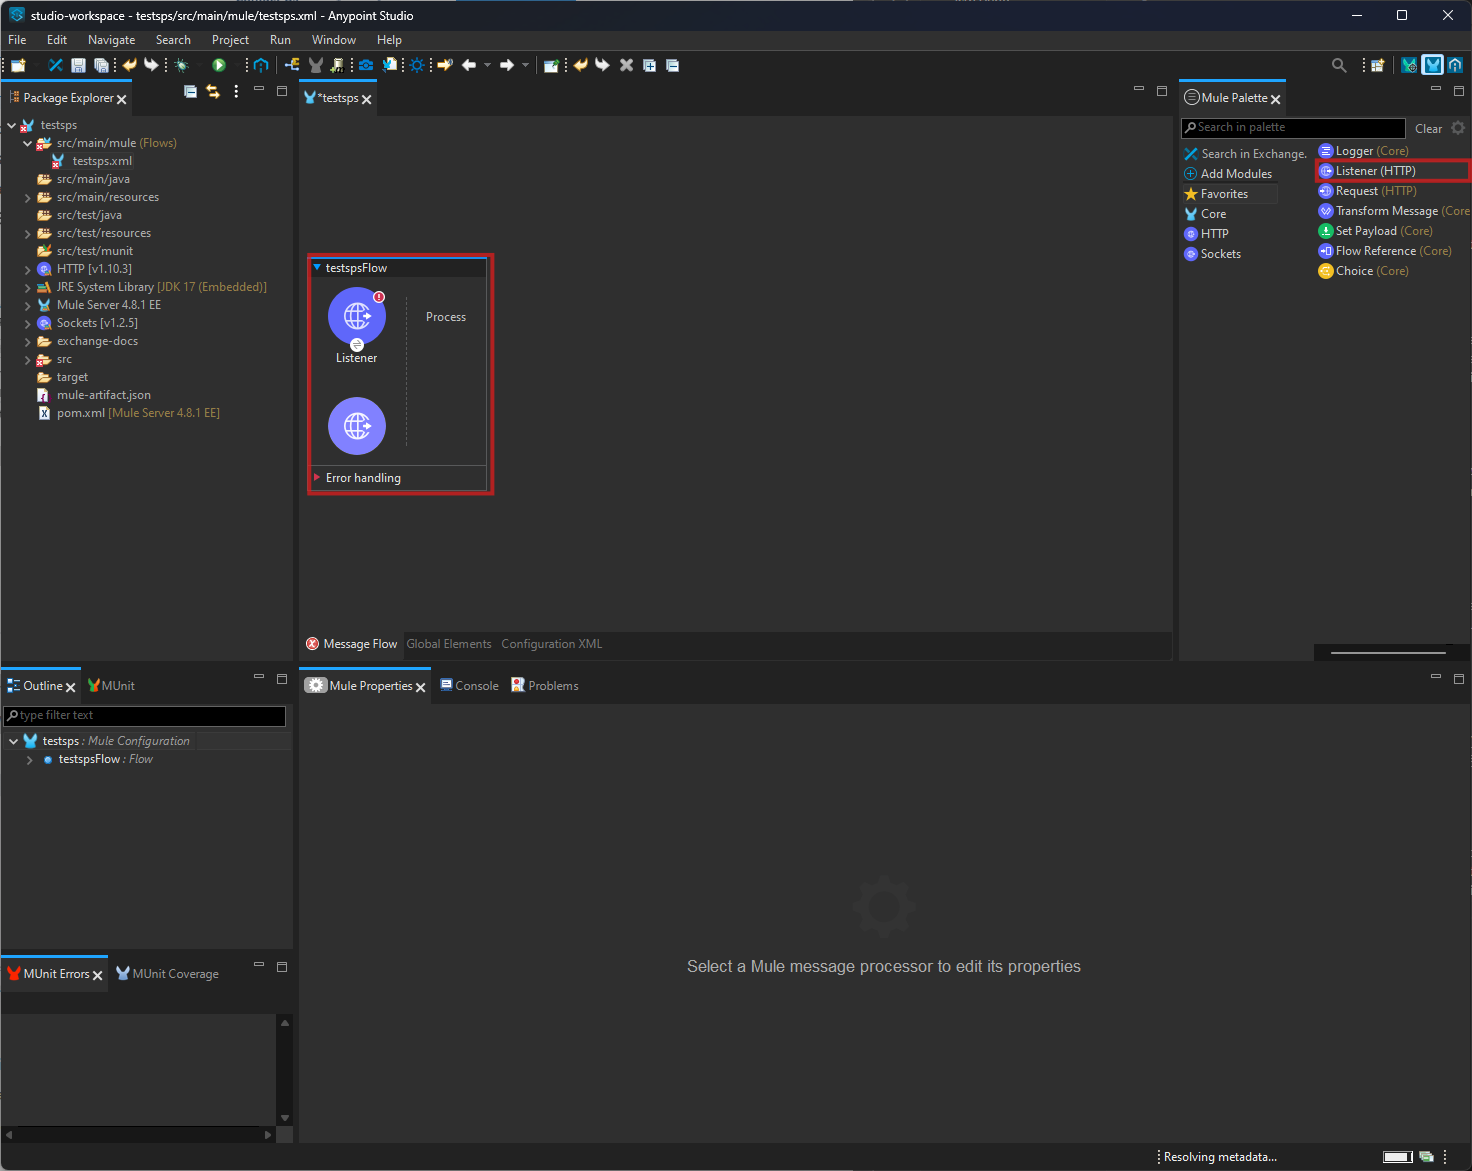 studio-workspace - testsps/src/main/mule/testsps.xml - Anypoint Studio
File Edit Navigate Search Project Run Window Help
Package Explorer
testsps
src/main/mule (Flows)
testsps.xml
src/main/java
src/main/resources
src/test/java
src/test/resources
src/test/munit
HTTP [v1.10.3]
JRE System Library [JDK 17 (Embedded)]
Mule Server 4.8.1 EE
Sockets [v1.2.5]
exchange-docs
src
target
mule-artifact.json
pom.xml [Mule Server 4.8.1 EE]
*testsps
testspsFlow
Listener
Process
Error handling
Message Flow Global Elements Configuration XML
Mule Palette
Search in palette
Clear
Search in Exchange.
Add Modules
Favorites
Core
HTTP
Sockets
Logger (Core)
Listener (HTTP)
Request (HTTP)
Transform Message (Core
Set Payload (Core)
Flow Reference (Core)
Choice (Core)
Outline MUnit
type filter text
testsps : Mule Configuration
testspsFlow : Flow
Mule Properties Console Problems
Select a Mule message processor to edit its properties
MUnit Errors MUnit Coverage
Resolving metadata...